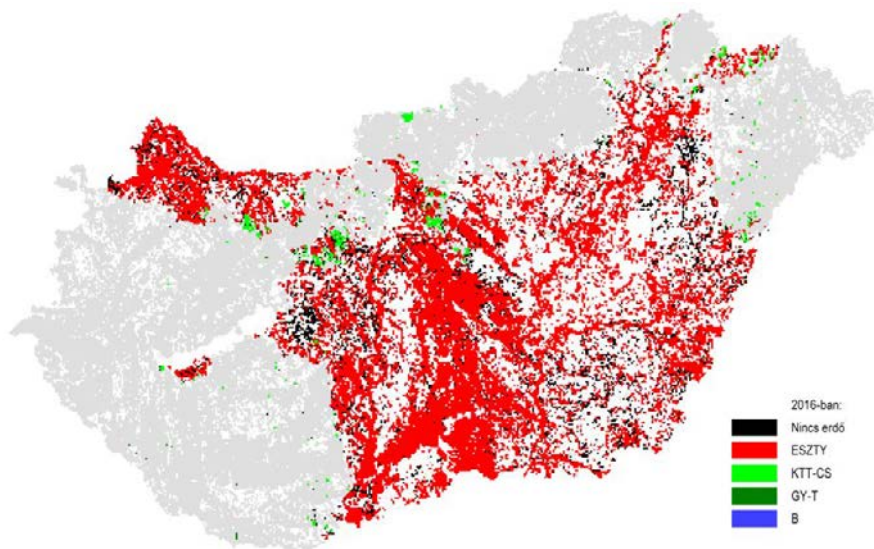 2016-ban:
Nincs erdő
ESZTY
KTT-CS
GY-T
B